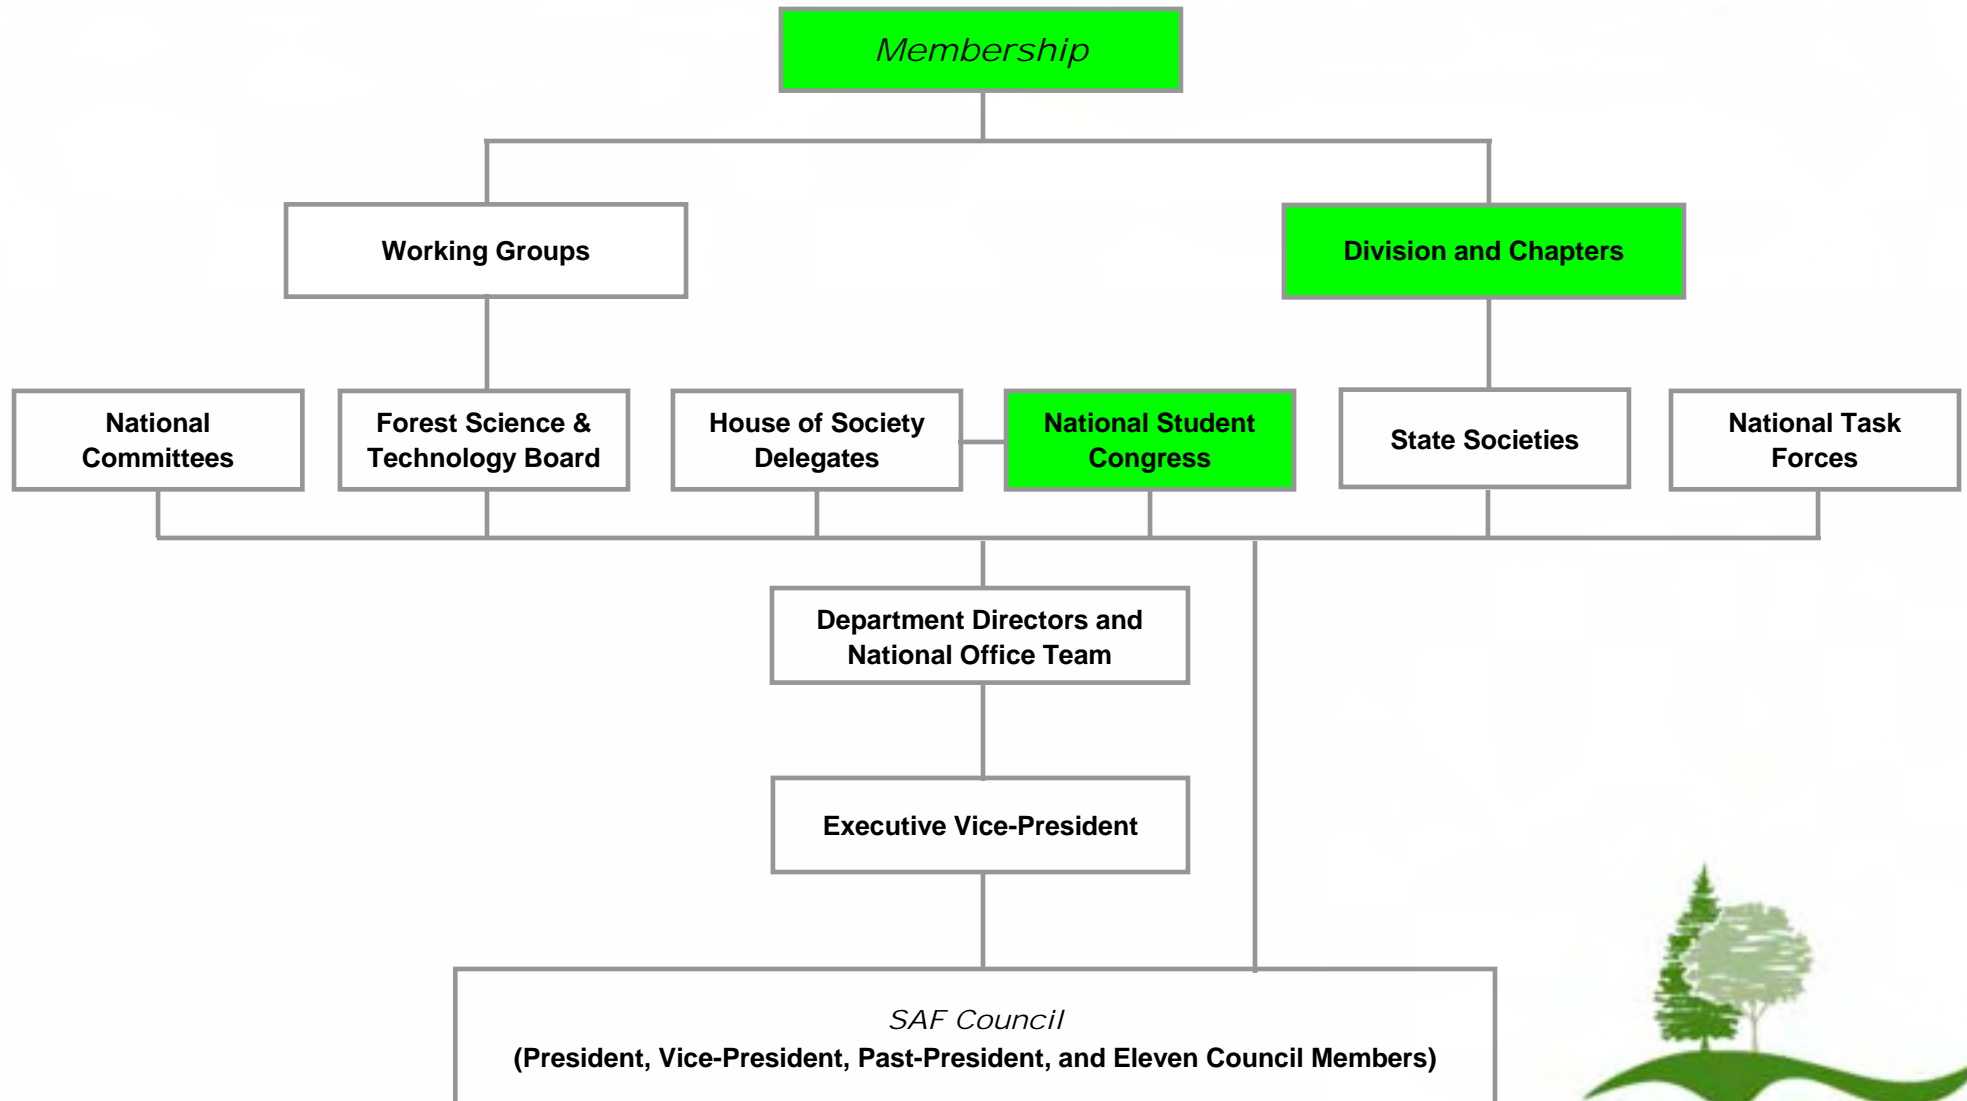 Membership
Working Groups
Division and Chapters
National
Committees
Forest Science &
Technology Board
House of Society
Delegates
National Student
Congress
State Societies
National Task
Forces
Department Directors and
National Office Team
Executive Vice-President
SAF Council
(President, Vice-President, Past-President, and Eleven Council Members)